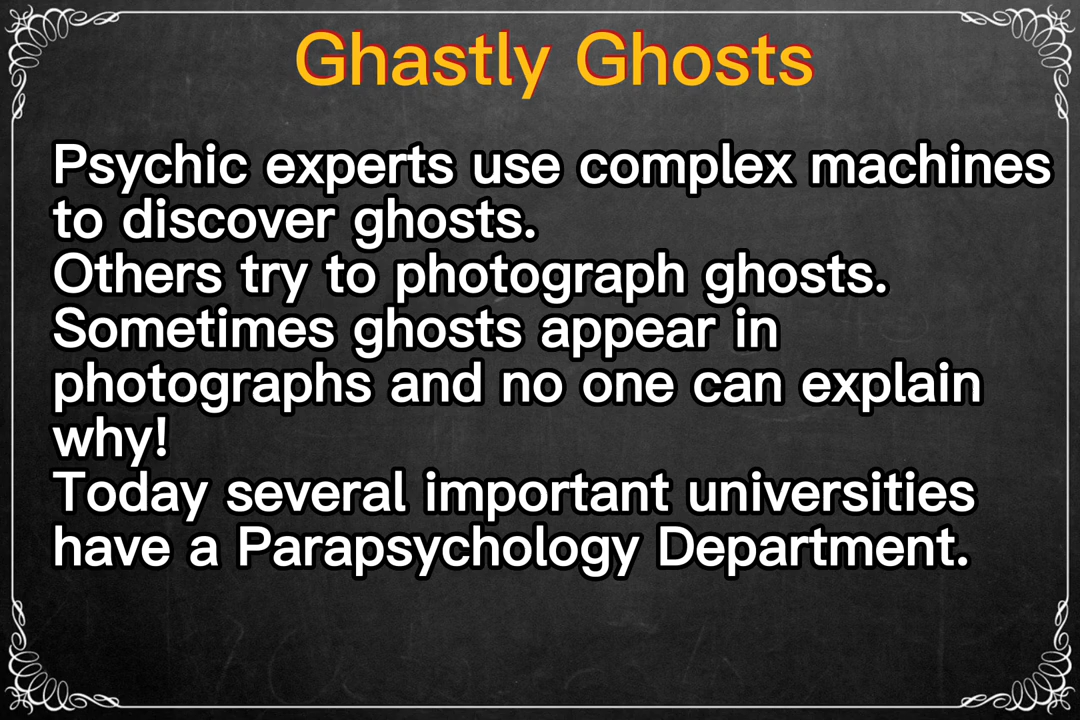 Ghastly Ghosts
Psychic experts use complex machines
to discover ghosts.
Others try to photograph ghosts.
Sometimes ghosts appear in
photographs and no one can explain
why!
Today several important universities
have a Parapsychology Department.